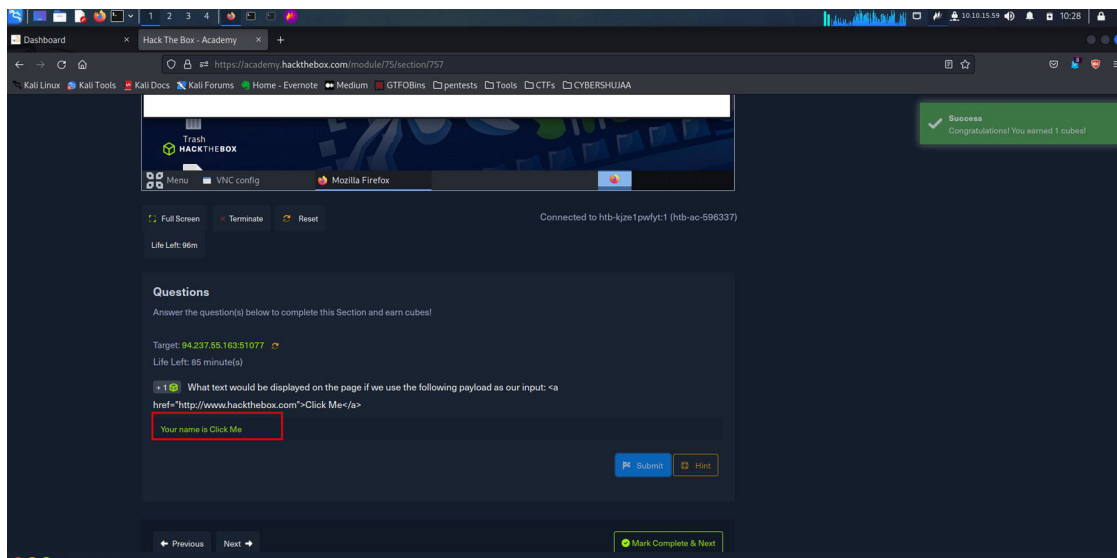 1 2 3 4
10.10.15.59
10:28
Dashboard ×
Hack The Box - Academy × +
https://academy.hackthebox.com/module/75/section/757
Kali Linux Kali Tools Kali Docs Kali Forums Home - Evernote Medium GTFOBins pentests Tools CTFs CYBERSHUJAA
Trash
HACKTHEBOX
Menu VNC config Mozilla Firefox
Success
Congratulations! You earned 1 cubes!
Full Screen × Terminate Reset
Connected to htb-kjze1pwfyt:1 (htb-ac-596337)
Life Left: 96m
Questions
Answer the question(s) below to complete this Section and earn cubes!
Target: 94.237.55.163:51077
Life Left: 85 minute(s)
+ 1 What text would be displayed on the page if we use the following payload as our input: <a
href="http://www.hackthebox.com">Click Me</a>
Your name is Click Me
Submit Hint
Previous Next
Mark Complete & Next